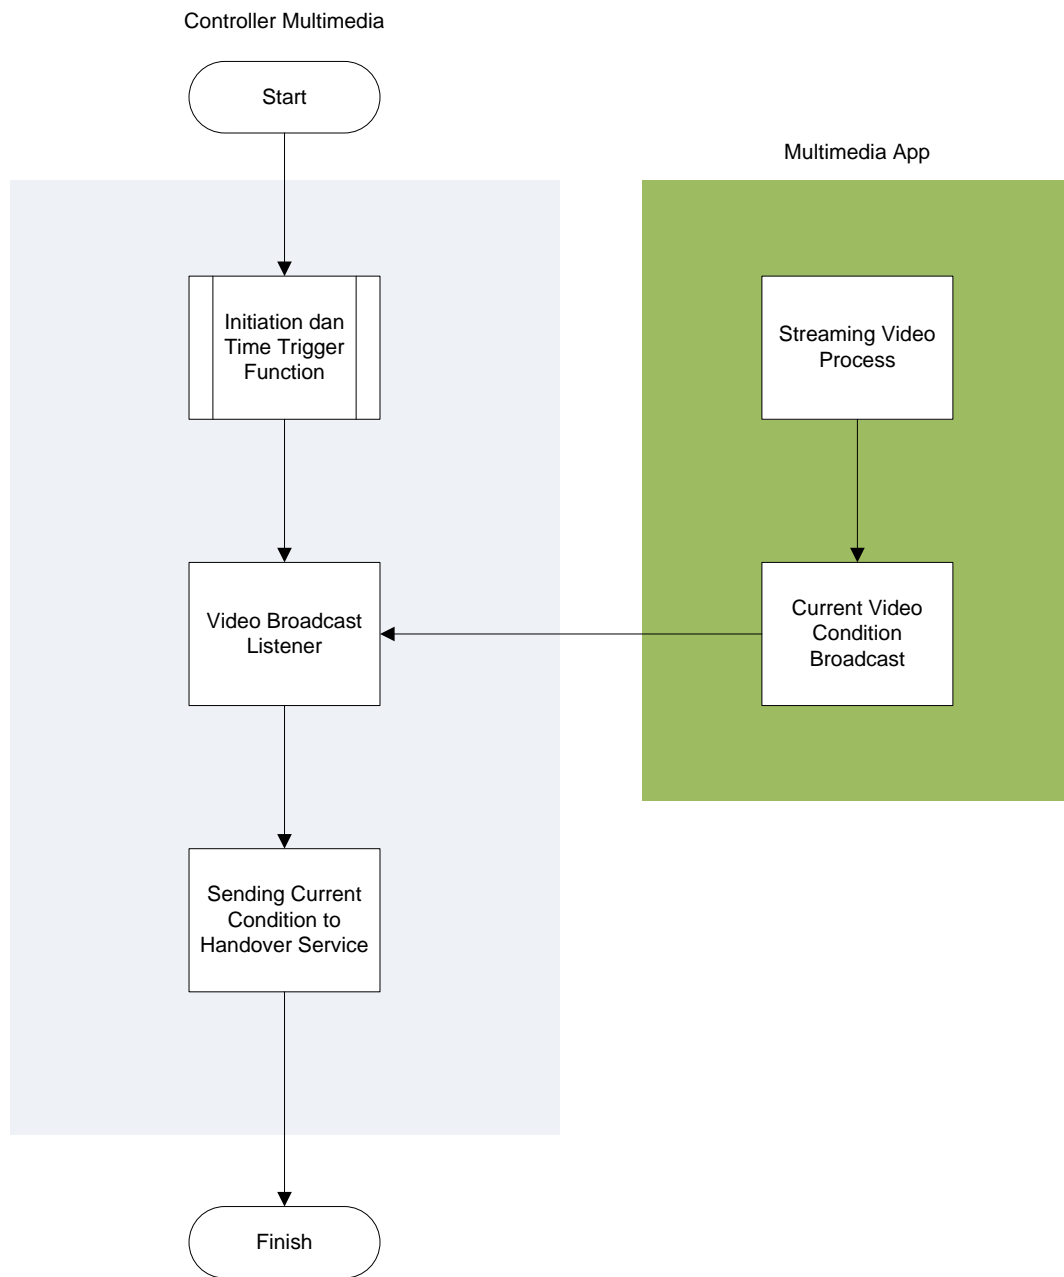 Controller Multimedia
Start
Multimedia App
Initiation dan
Time Trigger
Function
Streaming Video
Process
Video Broadcast
Listener
Current Video
Condition
Broadcast
Sending Current
Condition to
Handover Service
Finish